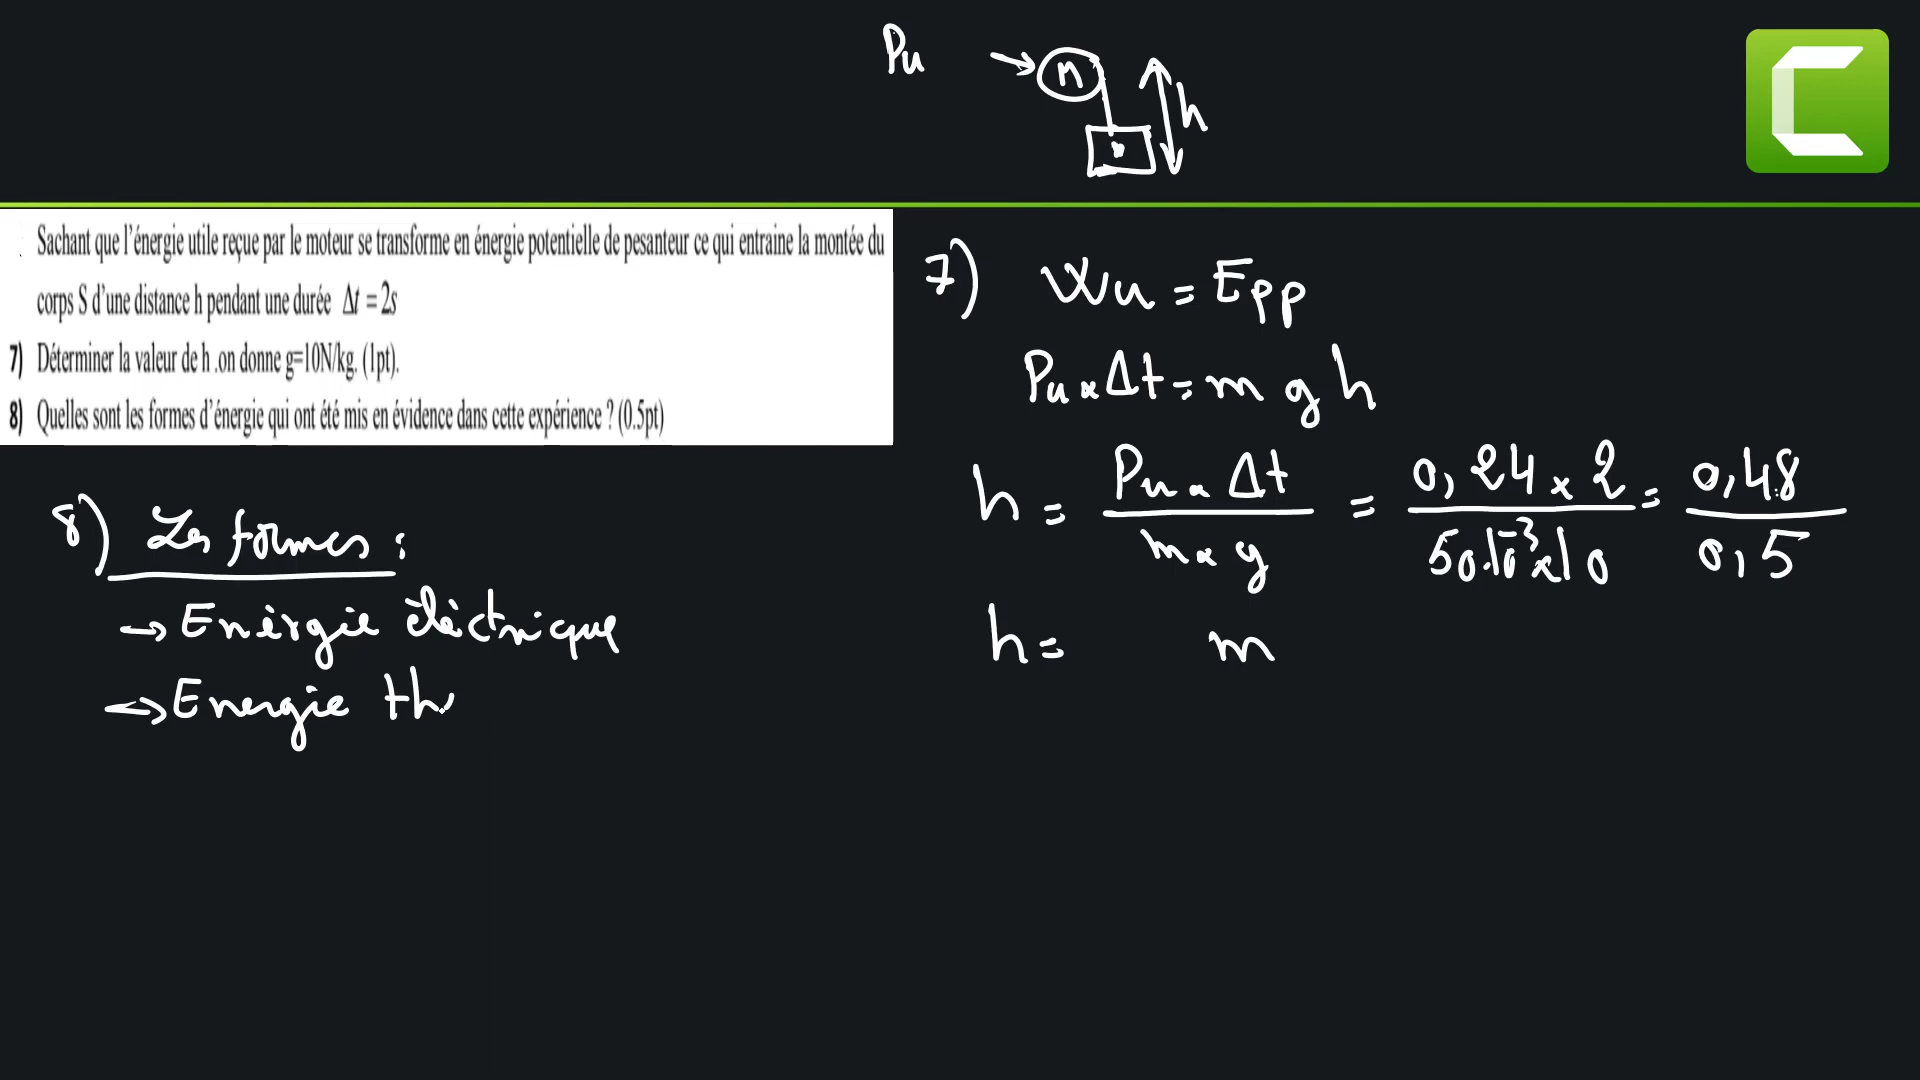 Pu
n
h
Sachant que l'énergie utile reçue par le moteur se transforme en énergie potentielle de pesanteur ce qui entraine la montée du
corps S d'une distance h pendant une durée Δt = 2s
7) Déterminer la valeur de h .on donne g=10N/kg. (1pt).
8) Quelles sont les formes d'énergie qui ont été mis en évidence dans cette expérience ? (0.5pt)
7) Wu = Epp
Pu × Δt = m g h
h = Pu × Δt / m × g = 0,24 × 2 / 50.10⁻³ × 10 = 0,48 / 0,5
h = m
8) Les formes :
→ Enérgie éléctrique
→ Energie th